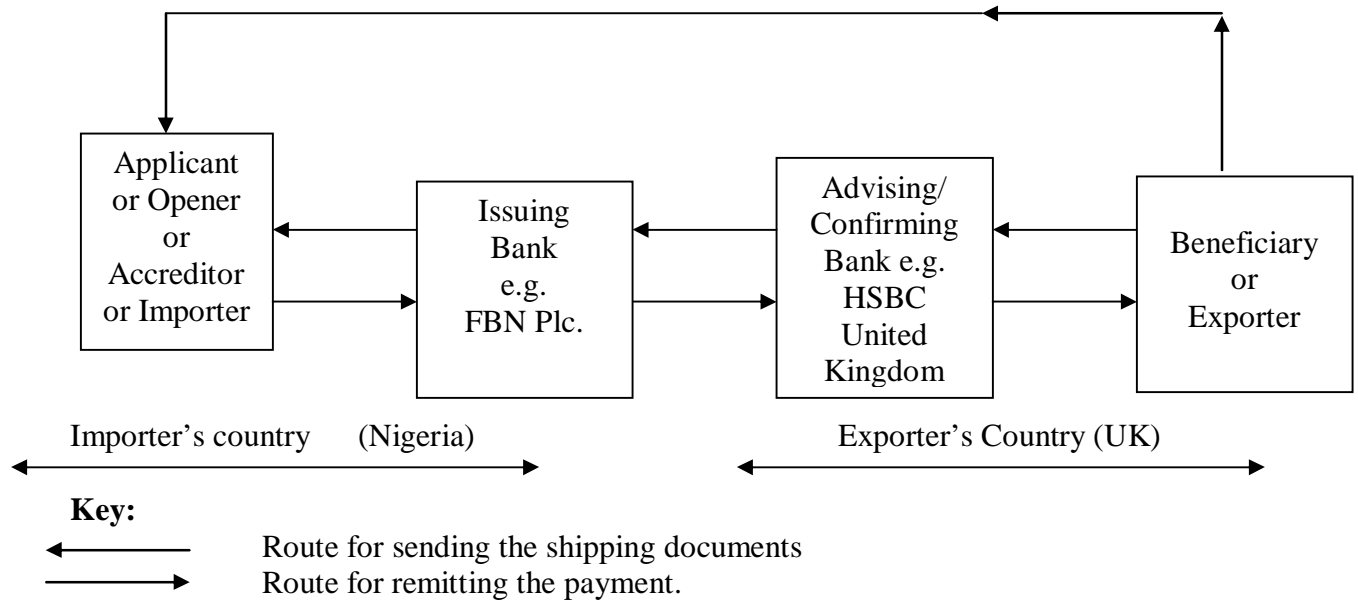 Applicant
or Opener
or
Accreditor
or Importer
Issuing
Bank
e.g.
FBN Plc.
Advising/
Confirming
Bank e.g.
HSBC
United
Kingdom
Beneficiary
or
Exporter
Importer’s country (Nigeria)
Exporter’s Country (UK)
Key:
Route for sending the shipping documents
Route for remitting the payment.